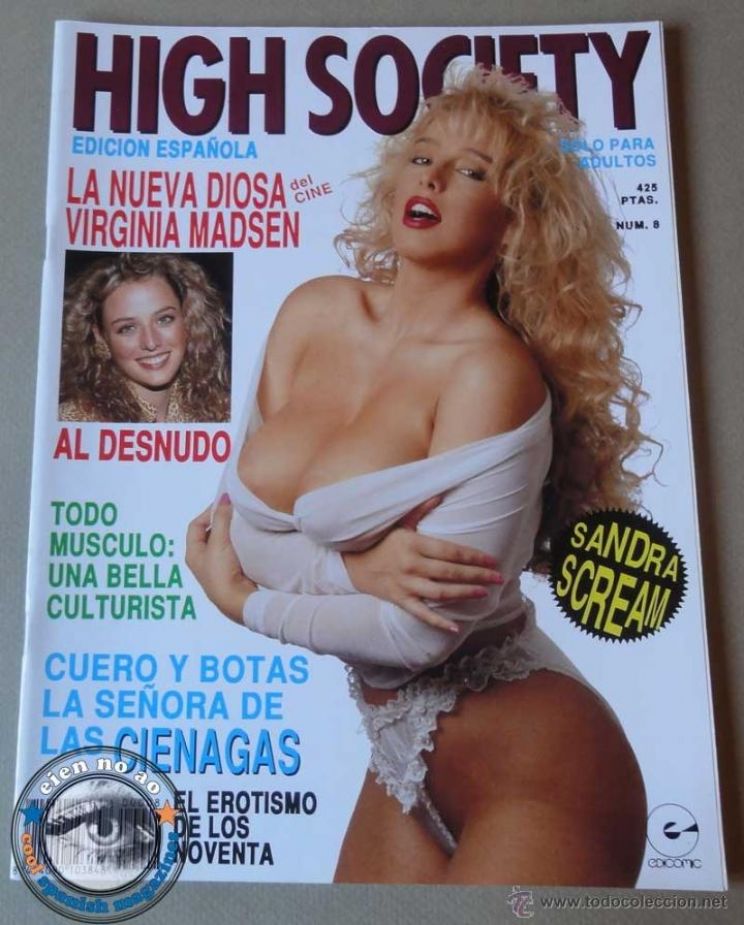 HIGH SOCIETY
EDICION ESPAÑOLA
SOLO PARA
ADULTOS
425
PTAS.
NUM. 8
LA NUEVA DIOSA del CINE
VIRGINIA MADSEN
AL DESNUDO
TODO
MUSCULO:
UNA BELLA
CULTURISTA
SANDRA
SCREAM
CUERO Y BOTAS
LA SEÑORA DE
LAS CIENAGAS
EL EROTISMO
DE LOS
NOVENTA
eien no ao
cool spanish magazines
EDICOMIC
www.todocoleccion.net